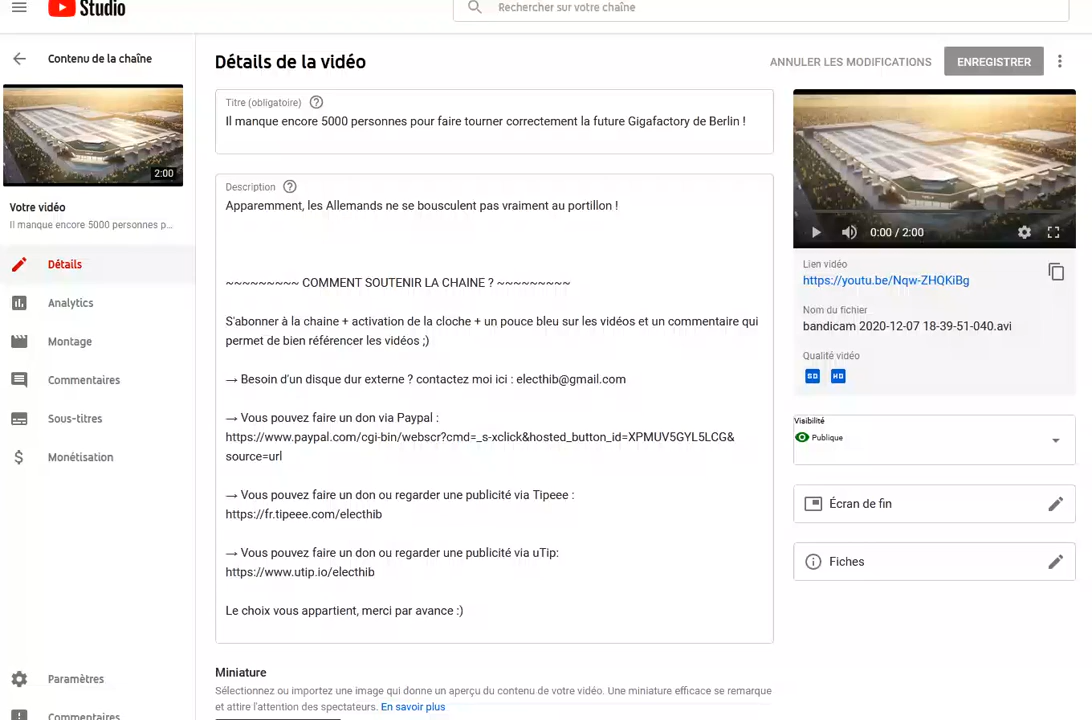 Studio
Rechercher sur votre chaîne
Contenu de la chaîne
Détails de la vidéo
ANNULER LES MODIFICATIONS
ENREGISTRER
2:00
Votre vidéo
Il manque encore 5000 personnes p...
Détails
Analytics
Montage
Commentaires
Sous-titres
Monétisation
Paramètres
Commentaires
Titre (obligatoire)
Il manque encore 5000 personnes pour faire tourner correctement la future Gigafactory de Berlin !
Description
Apparemment, les Allemands ne se bousculent pas vraiment au portillon !
~~~~~~~~~ COMMENT SOUTENIR LA CHAINE ? ~~~~~~~~~
S'abonner à la chaine + activation de la cloche + un pouce bleu sur les vidéos et un commentaire qui
permet de bien référencer les vidéos ;)
→ Besoin d'un disque dur externe ? contactez moi ici : electhib@gmail.com
→ Vous pouvez faire un don via Paypal :
https://www.paypal.com/cgi-bin/webscr?cmd=_s-xclick&hosted_button_id=XPMUV5GYL5LCG&
source=url
→ Vous pouvez faire un don ou regarder une publicité via Tipeee :
https://fr.tipeee.com/electhib
→ Vous pouvez faire un don ou regarder une publicité via uTip:
https://www.utip.io/electhib
Le choix vous appartient, merci par avance :)
Miniature
Sélectionnez ou importez une image qui donne un aperçu du contenu de votre vidéo. Une miniature efficace se remarque
et attire l'attention des spectateurs. En savoir plus
0:00 / 2:00
Lien vidéo
https://youtu.be/Nqw-ZHQKiBg
Nom du fichier
bandicam 2020-12-07 18-39-51-040.avi
Qualité vidéo
SD HD
Visibilité
Publique
Écran de fin
Fiches